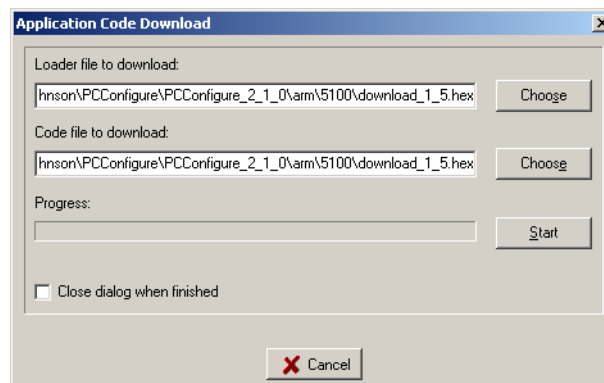 Application Code Download
Loader file to download:
hnson\PCConfigure\PCConfigure_2_1_0\arm\5100\download_1_5.hex
Choose
Code file to download:
hnson\PCConfigure\PCConfigure_2_1_0\arm\5100\download_1_5.hex
Choose
Progress:
Start
Close dialog when finished
Cancel